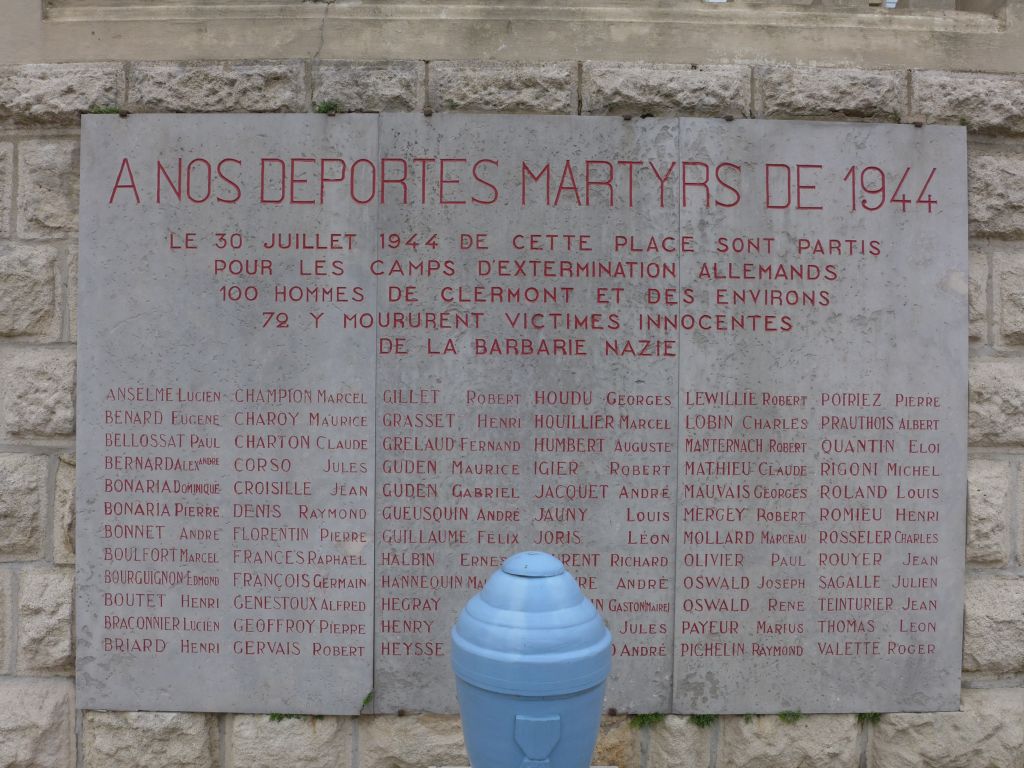 A NOS DEPORTES MARTYRS DE 1944
LE 30 JUILLET 1944 DE CETTE PLACE SONT PARTIS
POUR LES CAMPS D'EXTERMINATION ALLEMANDS
100 HOMMES DE CLERMONT ET DES ENVIRONS
72 Y MOURURENT VICTIMES INNOCENTES
DE LA BARBARIE NAZIE
ANSELME LUCIEN CHAMPION MARCEL GILLET ROBERT HOUDU GEORGES LEWILLIE ROBERT POIRIEZ PIERRE
BENARD EUGENE CHAROY MAURICE GRASSET HENRI HOUILLIER MARCEL LOBIN CHARLES PRAUTHOIS ALBERT
BELLOSSAT PAUL CHARTON CLAUDE GRELAUD FERNAND HUMBERT AUGUSTE MANTERNACH ROBERT QUANTIN ELOI
BERNARD ALEXANDRE CORSO JULES GUDEN MAURICE IGIER ROBERT MATHIEU CLAUDE RIGONI MICHEL
BONARIA DOMINIQUE CROISILLE JEAN GUDEN GABRIEL JACQUET ANDRÉ MAUVAIS GEORGES ROLAND LOUIS
BONARIA PIERRE DENIS RAYMOND GUEUSQUIN ANDRÉ JAUNY LOUIS MERGEY ROBERT ROMIEU HENRI
BONNET ANDRÉ FLORENTIN PIERRE GUILLAUME FELIX JORIS LÉON MOLLARD MARCEAU ROSSELER CHARLES
BOULFORT MARCEL FRANCÈS RAPHAEL HALBIN RICHARD OLIVIER PAUL ROUYER JEAN
BOURGUIGNON EDMOND FRANÇOIS GERMAIN HANNEQUIN ANDRÉ OSWALD JOSEPH SAGALLE JULIEN
BOUTET HENRI GENESTOUX ALFRED HEGRAY GASTON (MAIRE) OSWALD RENE TEINTURIER JEAN
BRACONNIER LUCIEN GEOFFROY PIERRE HENRY JULES PAYEUR MARIUS THOMAS LEON
BRIARD HENRI GERVAIS ROBERT HEYSSE ANDRÉ PICHELIN RAYMOND VALETTE ROGER